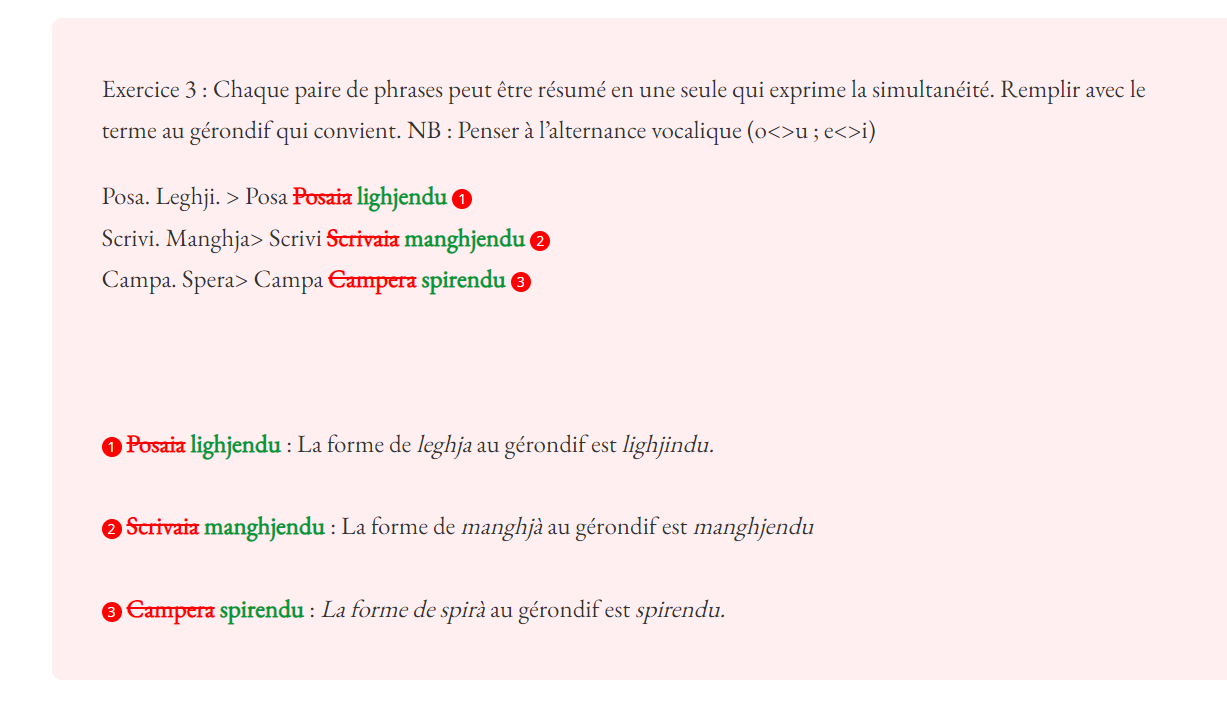 Exercice 3 : Chaque paire de phrases peut être résumé en une seule qui exprime la simultanéité. Remplir avec le
terme au gérondif qui convient. NB : Penser à l’alternance vocalique (o<>u ; e<>i)
Posa. Leghji. > Posa Posaia lighjendu 1
Scrivi. Manghja> Scrivi Scrivaia manghjendu 2
Campa. Spera> Campa Campera spirendu 3
1 Posaia lighjendu : La forme de leghja au gérondif est lighjindu.
2 Scrivaia manghjendu : La forme de manghjà au gérondif est manghjendu
3 Campera spirendu : La forme de spirà au gérondif est spirendu.